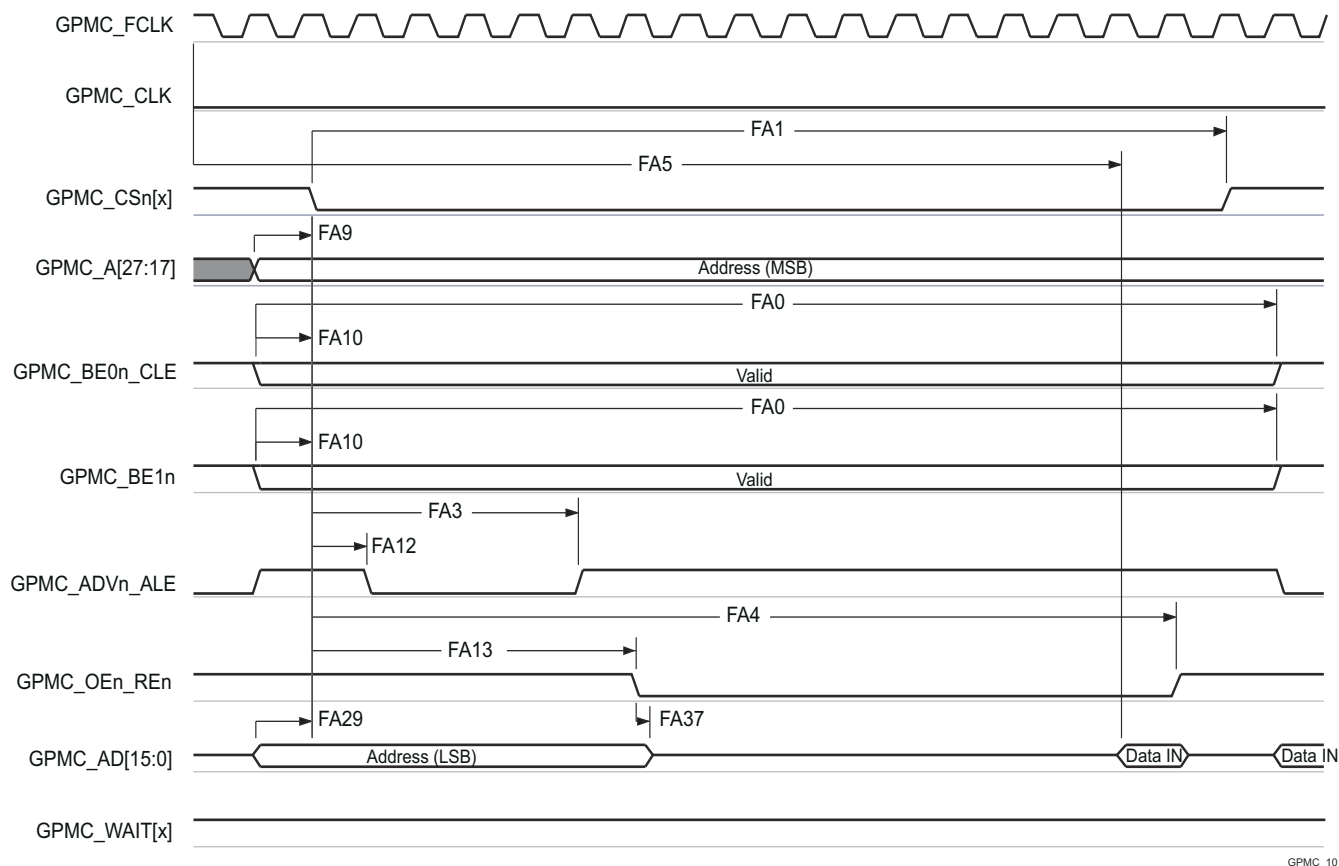 GPMC_FCLK
GPMC_CLK
FA1
FA5
GPMC_CSn[x]
FA9
GPMC_A[27:17]
Address (MSB)
FA0
FA10
GPMC_BE0n_CLE
Valid
FA0
FA10
GPMC_BE1n
Valid
FA3
FA12
GPMC_ADVn_ALE
FA4
FA13
GPMC_OEn_REn
FA29
FA37
GPMC_AD[15:0]
Address (LSB)
Data IN
Data IN
GPMC_WAIT[x]
GPMC_10